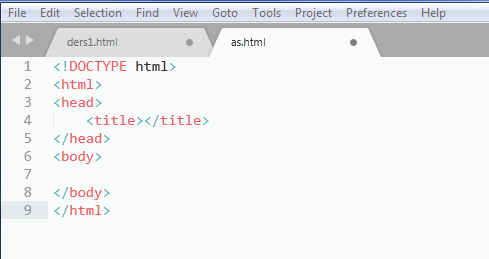 File Edit Selection Find View Goto Tools Project Preferences Help
ders1.html as.html
1 <!DOCTYPE html>
2 <html>
3 <head>
4     <title></title>
5 </head>
6 <body>
7
8 </body>
9 </html>